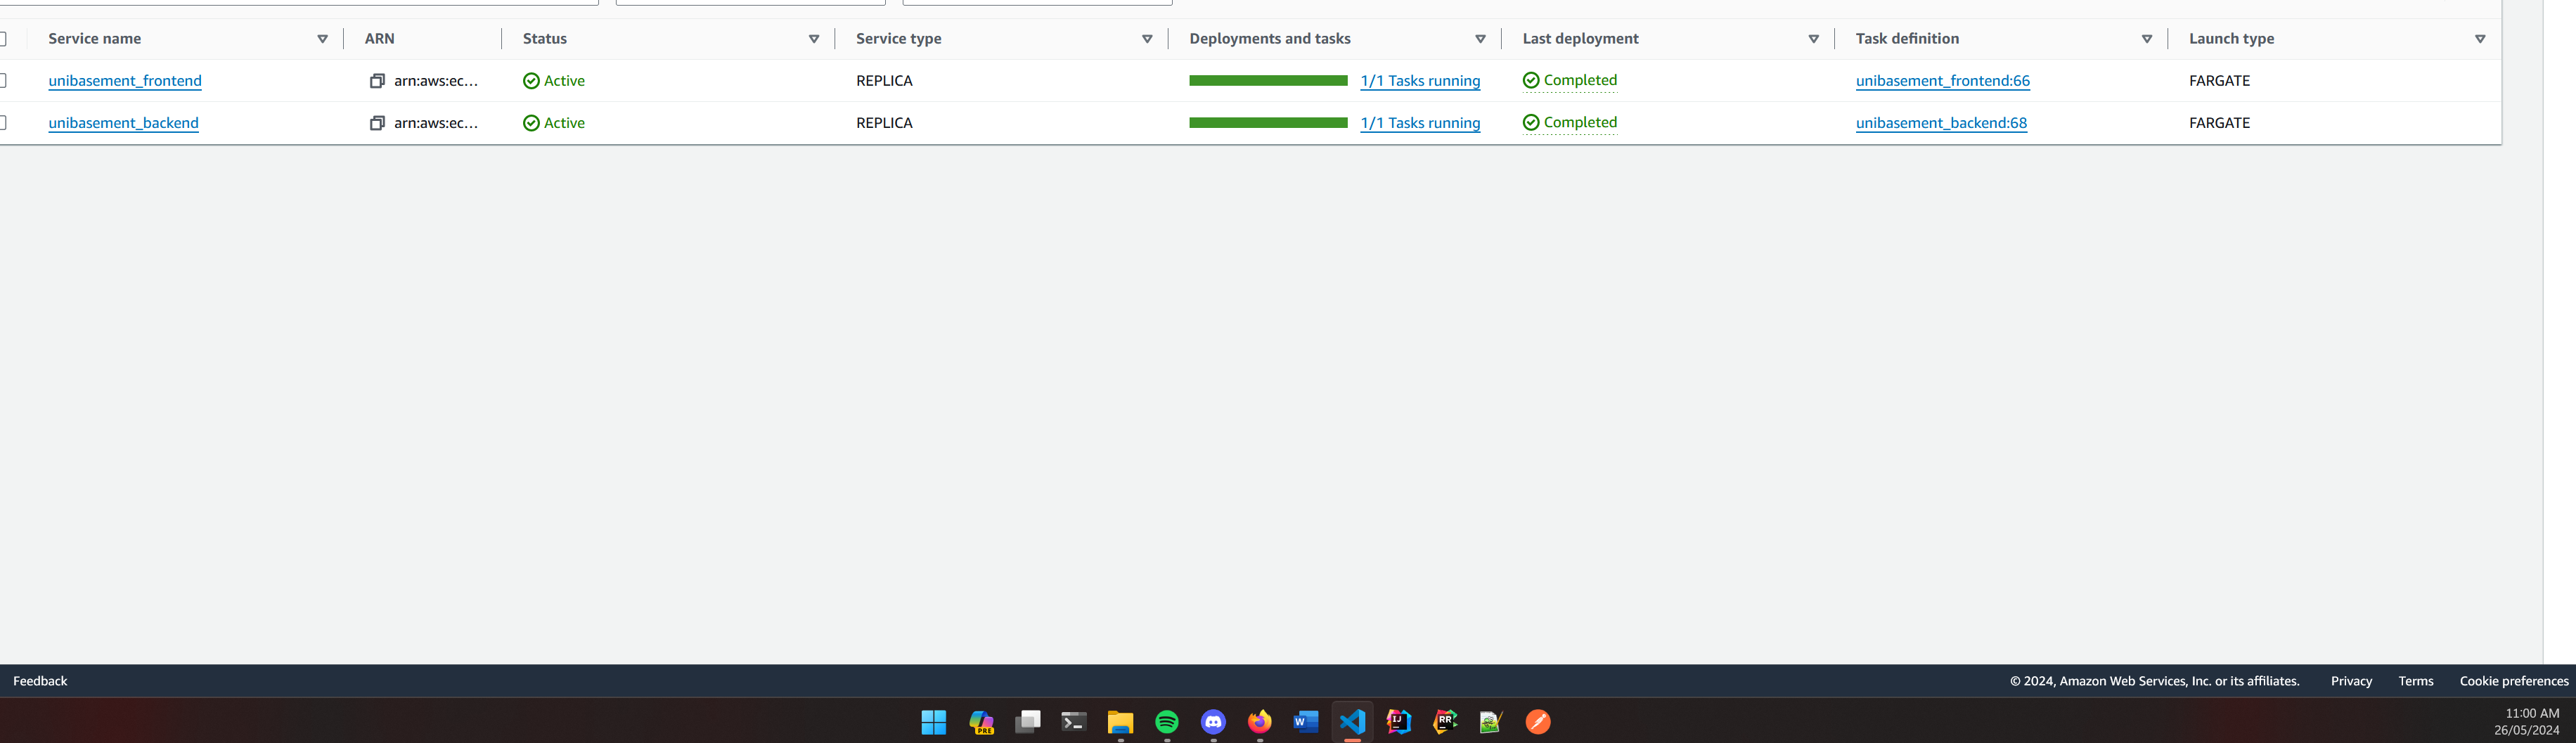 Service name ARN Status Service type Deployments and tasks Last deployment Task definition Launch type
unibasement_frontend arn:aws:ec... Active REPLICA 1/1 Tasks running Completed unibasement_frontend:66 FARGATE
unibasement_backend arn:aws:ec... Active REPLICA 1/1 Tasks running Completed unibasement_backend:68 FARGATE
Feedback © 2024, Amazon Web Services, Inc. or its affiliates. Privacy Terms Cookie preferences
PRE W IJ RR 11:00 AM
26/05/2024